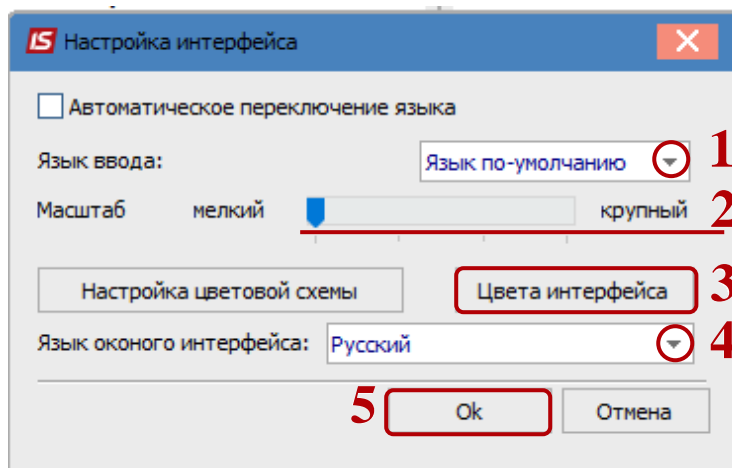 IS Настройка интерфейса
Автоматическое переключение языка
Язык ввода: Язык по-умолчанию 1
Масштаб мелкий крупный 2
Настройка цветовой схемы Цвета интерфейса 3
Язык оконого интерфейса: Русский 4
5 Ok Отмена